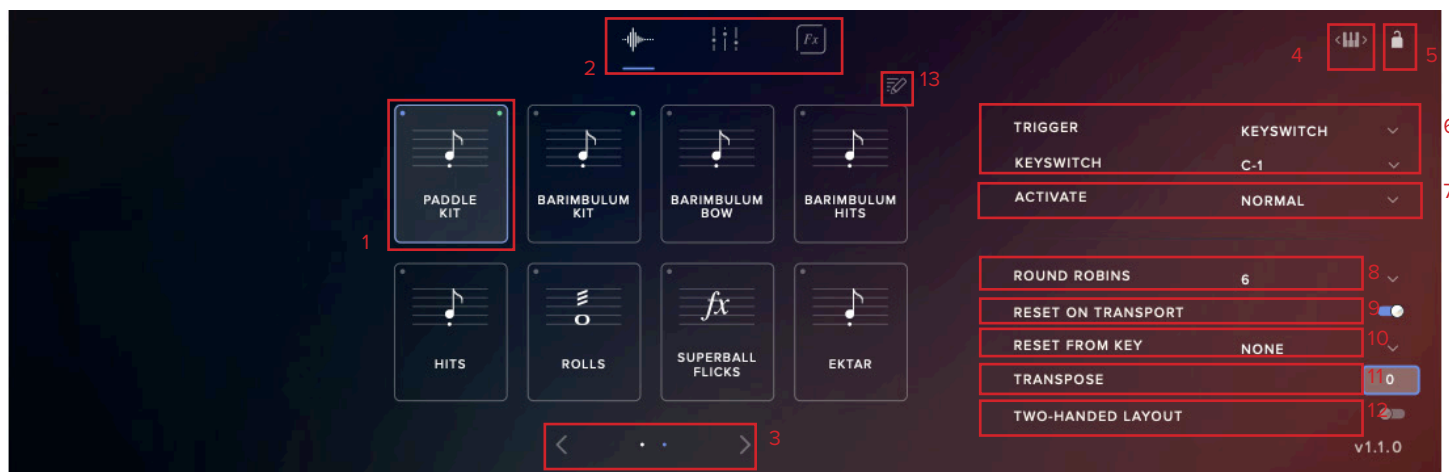 Fx
2
4
5
13
TRIGGER KEYSWITCH
6
KEYSWITCH C-1
ACTIVATE NORMAL
7
PADDLE
KIT
BARIMBULUM
KIT
BARIMBULUM
BOW
BARIMBULUM
HITS
1
ROUND ROBINS 6
8
RESET ON TRANSPORT
9
RESET FROM KEY NONE
10
TRANSPOSE 0
11
TWO-HANDED LAYOUT
12
fx
HITS
ROLLS
SUPERBALL
FLICKS
EKTAR
3
v1.1.0